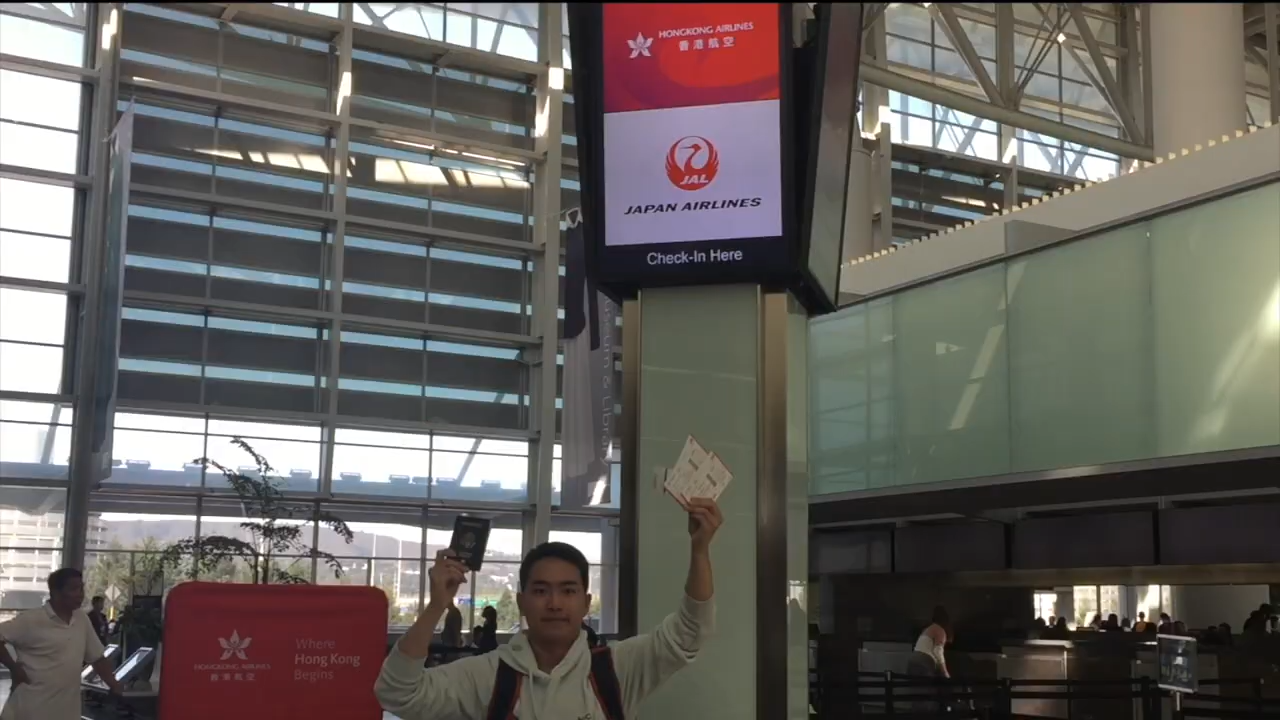 HONGKONG AIRLINES
香港航空
JAL
JAPAN AIRLINES
Check-In Here
Where
Hong Kong
Begins
HONGKONG AIRLINES
香港航空